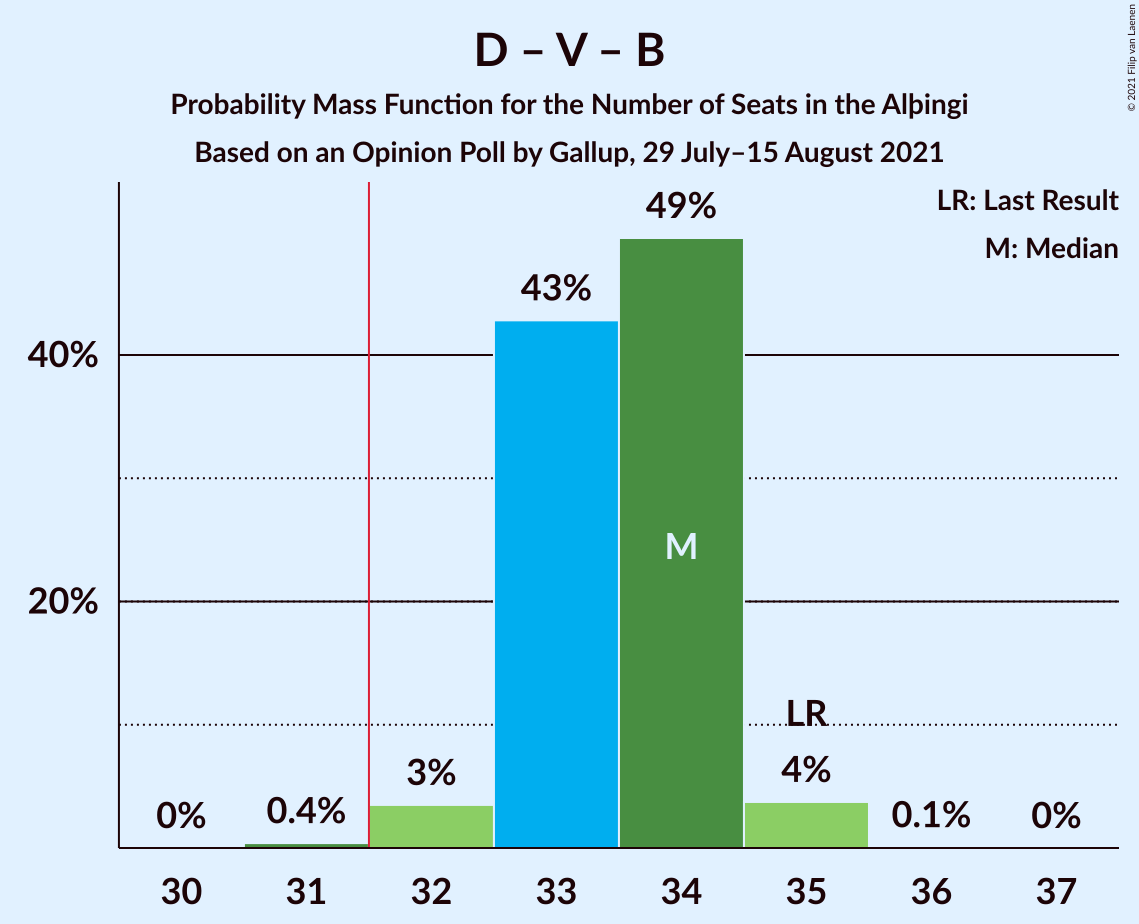 D – V – B
Probability Mass Function for the Number of Seats in the Alþingi
Based on an Opinion Poll by Gallup, 29 July–15 August 2021
© 2021 Filip van Laenen
LR: Last Result
M: Median
49%
43%
40%
M
20%
LR
4%
3%
0%
0.4%
0.1%
0%
30 31 32 33 34 35 36 37